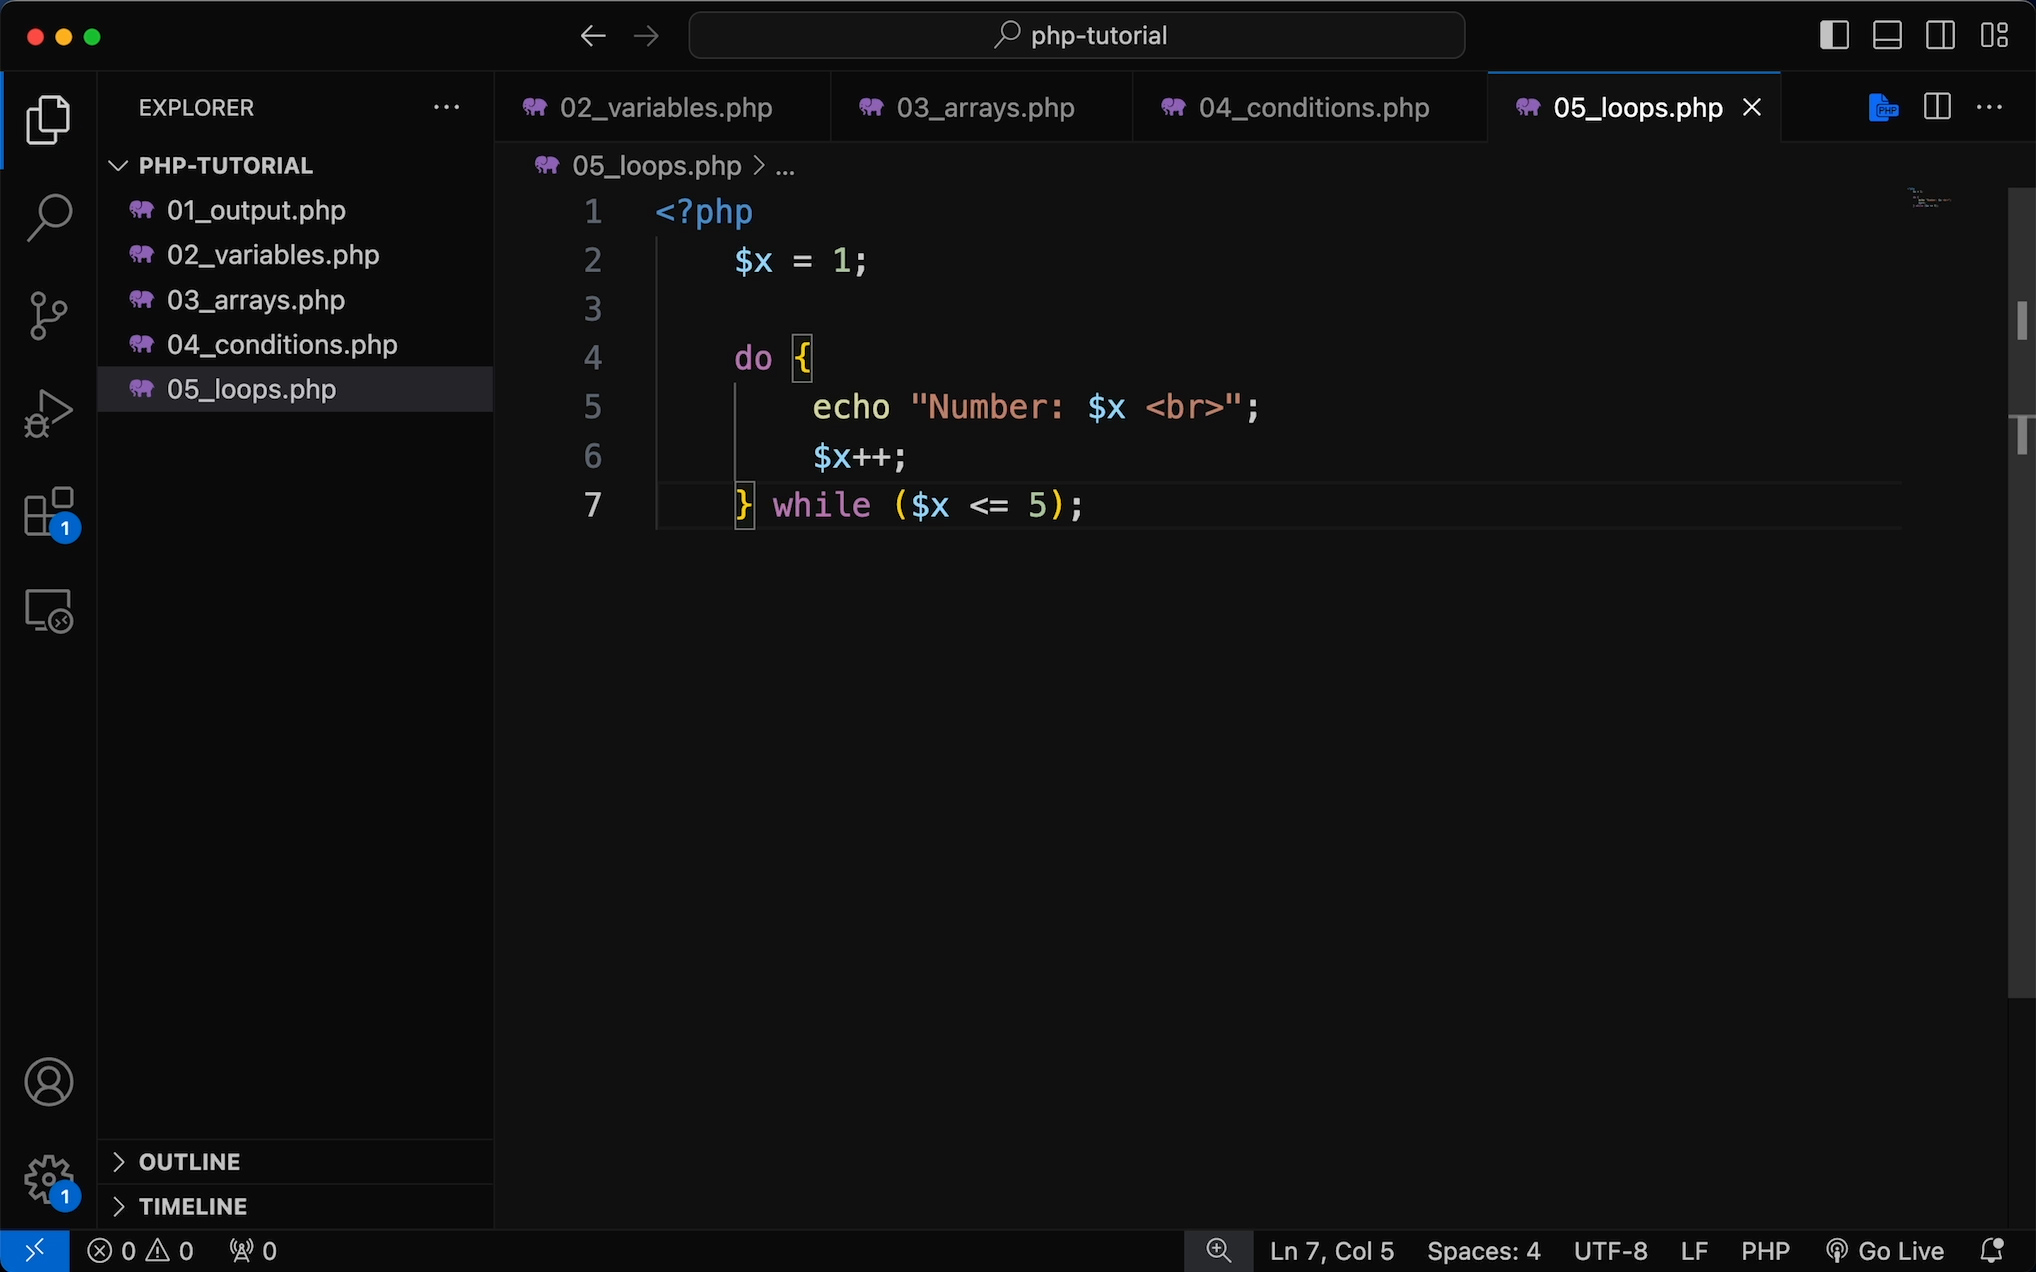 php-tutorial
EXPLORER
PHP-TUTORIAL
01_output.php
02_variables.php
03_arrays.php
04_conditions.php
05_loops.php
OUTLINE
TIMELINE
02_variables.php 03_arrays.php 04_conditions.php 05_loops.php
PHP
05_loops.php > ...
1 <?php
2 $x = 1;
3
4 do {
5 echo "Number: $x <br>";
6 $x++;
7 } while ($x <= 5);
1
1
0 0 0 Ln 7, Col 5 Spaces: 4 UTF-8 LF PHP Go Live